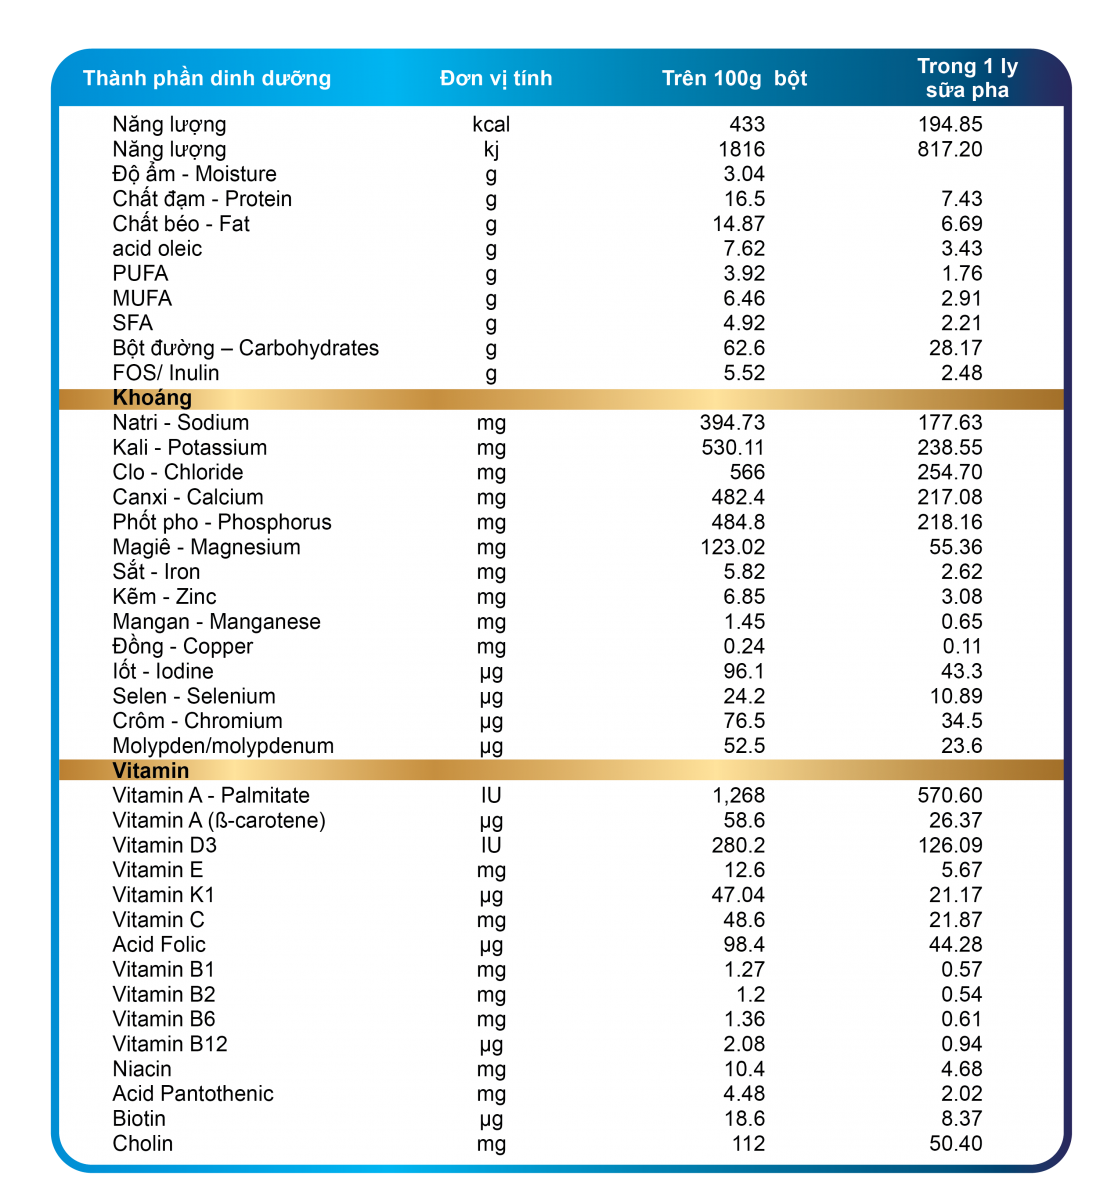 Thành phần dinh dưỡng Đơn vị tính Trên 100g bột Trong 1 ly sữa pha
Năng lượng kcal 433 194.85
Năng lượng kj 1816 817.20
Độ ẩm - Moisture g 3.04
Chất đạm - Protein g 16.5 7.43
Chất béo - Fat g 14.87 6.69
acid oleic g 7.62 3.43
PUFA g 3.92 1.76
MUFA g 6.46 2.91
SFA g 4.92 2.21
Bột đường – Carbohydrates g 62.6 28.17
FOS/ Inulin g 5.52 2.48
Khoáng
Natri - Sodium mg 394.73 177.63
Kali - Potassium mg 530.11 238.55
Clo - Chloride mg 566 254.70
Canxi - Calcium mg 482.4 217.08
Phốt pho - Phosphorus mg 484.8 218.16
Magiê - Magnesium mg 123.02 55.36
Sắt - Iron mg 5.82 2.62
Kẽm - Zinc mg 6.85 3.08
Mangan - Manganese mg 1.45 0.65
Đồng - Copper mg 0.24 0.11
Iốt - Iodine µg 96.1 43.3
Selen - Selenium µg 24.2 10.89
Crôm - Chromium µg 76.5 34.5
Molypden/molypdenum µg 52.5 23.6
Vitamin
Vitamin A - Palmitate IU 1,268 570.60
Vitamin A (ß-carotene) µg 58.6 26.37
Vitamin D3 IU 280.2 126.09
Vitamin E mg 12.6 5.67
Vitamin K1 µg 47.04 21.17
Vitamin C mg 48.6 21.87
Acid Folic µg 98.4 44.28
Vitamin B1 mg 1.27 0.57
Vitamin B2 mg 1.2 0.54
Vitamin B6 mg 1.36 0.61
Vitamin B12 µg 2.08 0.94
Niacin mg 10.4 4.68
Acid Pantothenic mg 4.48 2.02
Biotin µg 18.6 8.37
Cholin mg 112 50.40